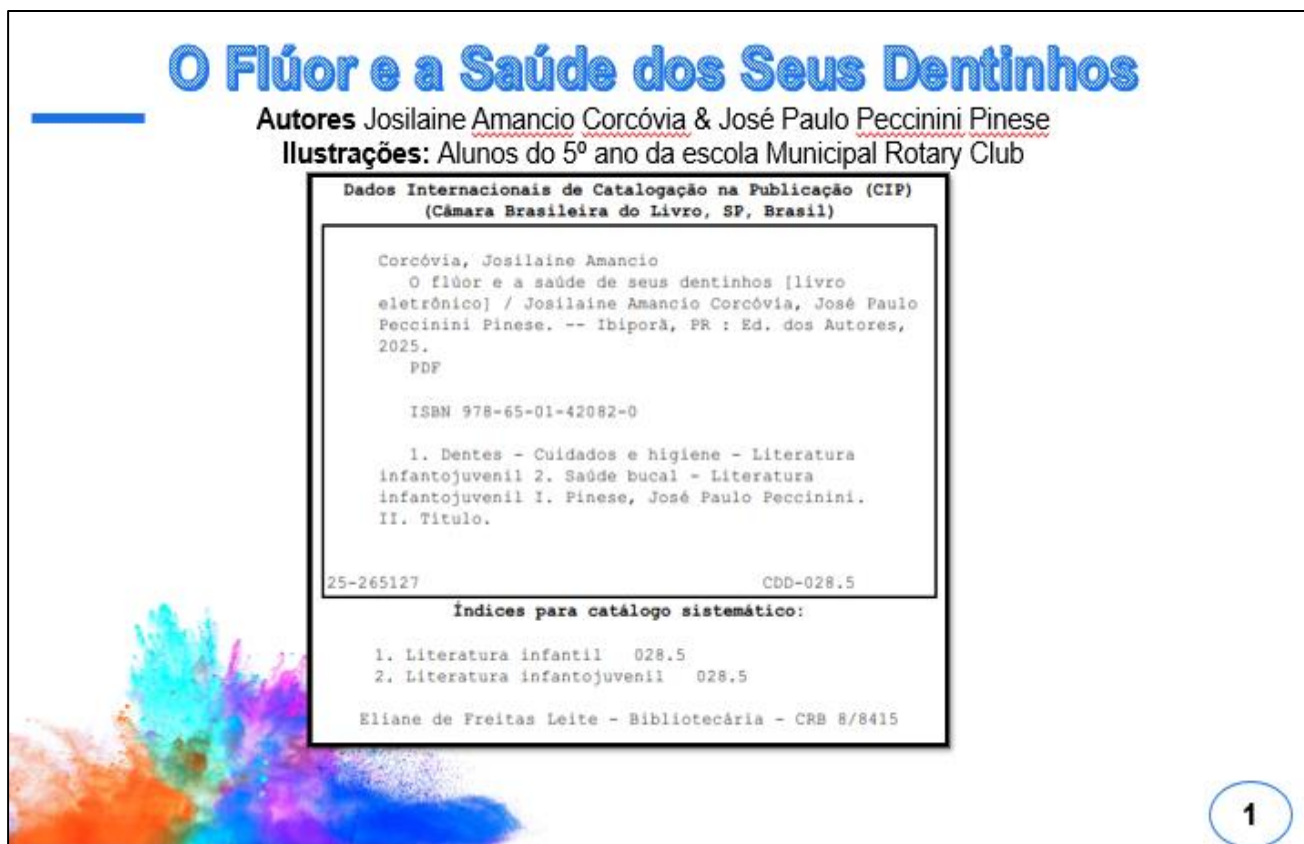 O Flúor e a Saúde dos Seus Dentinhos
Autores Josilaine Amancio Corcóvia & José Paulo Peccinini Pinese
Ilustrações: Alunos do 5º ano da escola Municipal Rotary Club
Dados Internacionais de Catalogação na Publicação (CIP)
(Câmara Brasileira do Livro, SP, Brasil)
Corcóvia, Josilaine Amancio
O flúor e a saúde de seus dentinhos [livro
eletrônico] / Josilaine Amancio Corcóvia, José Paulo
Peccinini Pinese. -- Ibiporã, PR : Ed. dos Autores,
2025.
PDF
ISBN 978-65-01-42082-0
1. Dentes - Cuidados e higiene - Literatura
infantojuvenil 2. Saúde bucal - Literatura
infantojuvenil I. Pinese, José Paulo Peccinini.
II. Título.
25-265127 CDD-028.5
Índices para catálogo sistemático:
1. Literatura infantil 028.5
2. Literatura infantojuvenil 028.5
Eliane de Freitas Leite - Bibliotecária - CRB 8/8415
1